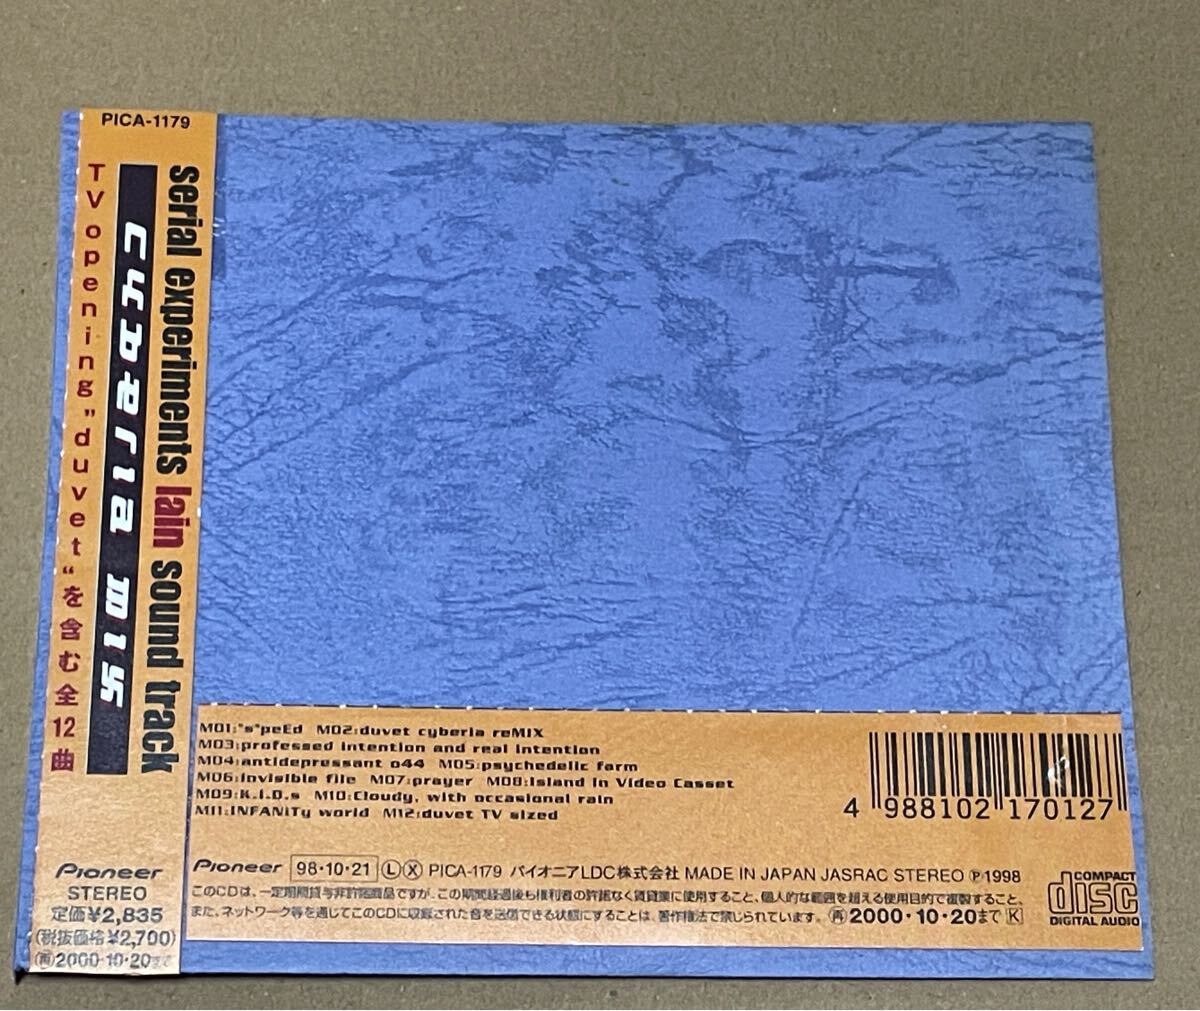 PICA-1179
serial experiments lain sound track
cyberia mix
TV opening"duvet"を含む全12曲
Pioneer
STEREO
定価¥2,835
(税抜価格¥2,700)
再2000・10・20まで
M01:"s"peEd M02:duvet cyberia reMIX
M03:professed intention and real intention
M04:antidepressant 044 M05:psychedelic farm
M06:invisible file M07:prayer M08:Island in Video Casset
M09:K.I.D.s M10:Cloudy, with occasional rain
M11:INFANITy world M12:duvet TV sized
4 988102 170127
Pioneer 98・10・21 Ⓛ Ⓧ PICA-1179 パイオニアLDC株式会社 MADE IN JAPAN JASRAC STEREO Ⓟ1998
このCDは、一定期間貸与非許諾商品ですが、この期間経過後も権利者の許諾なく賃貸業に使用すること、個人的な範囲を超える使用目的で複製すること、
また、ネットワーク等を通じてこのCDに収録された音を送信できる状態にすることは、著作権法で禁じられています。再2000・10・20まで K
COMPACT
disc
DIGITAL AUDIO